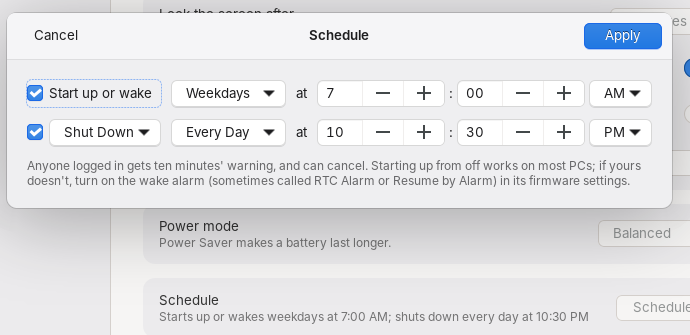 Lock the screen after
Cancel
Schedule
Apply
Start up or wake
Weekdays
at
7
:
00
AM
Shut Down
Every Day
at
10
:
30
PM
Anyone logged in gets ten minutes' warning, and can cancel. Starting up from off works on most PCs; if yours
doesn't, turn on the wake alarm (sometimes called RTC Alarm or Resume by Alarm) in its firmware settings.
Power mode
Power Saver makes a battery last longer.
Balanced
Schedule
Starts up or wakes weekdays at 7:00 AM; shuts down every day at 10:30 PM
Schedule